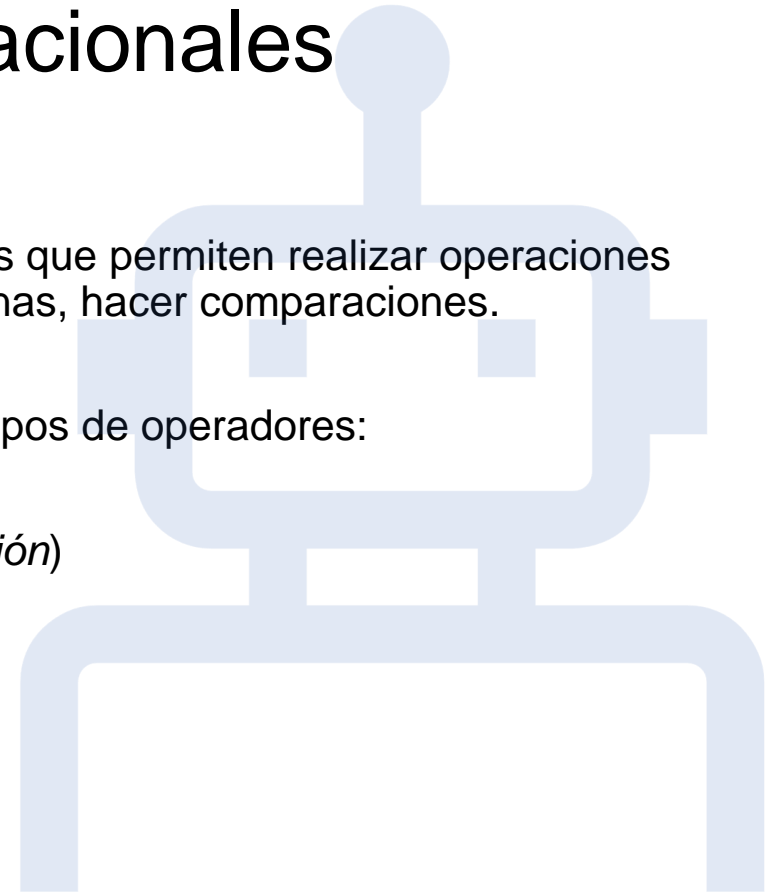 acionales
s que permiten realizar operaciones
nas, hacer comparaciones.
pos de operadores:
ión)